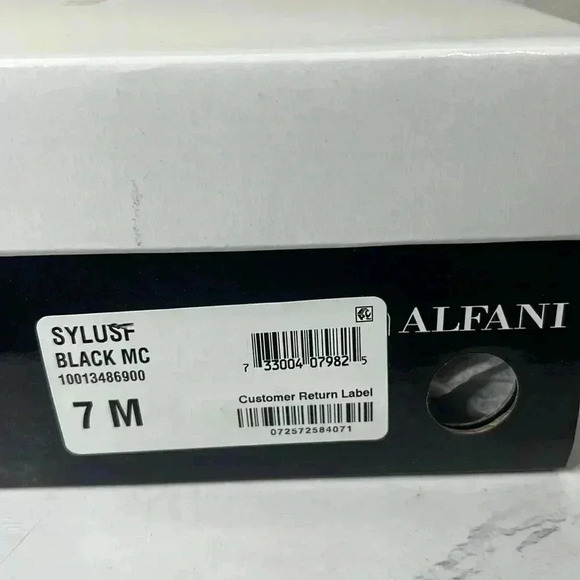 ALFANI
SYLUSF
BLACK MC
10013486900
7 M
7 33004 07982 5
Customer Return Label
072572584071